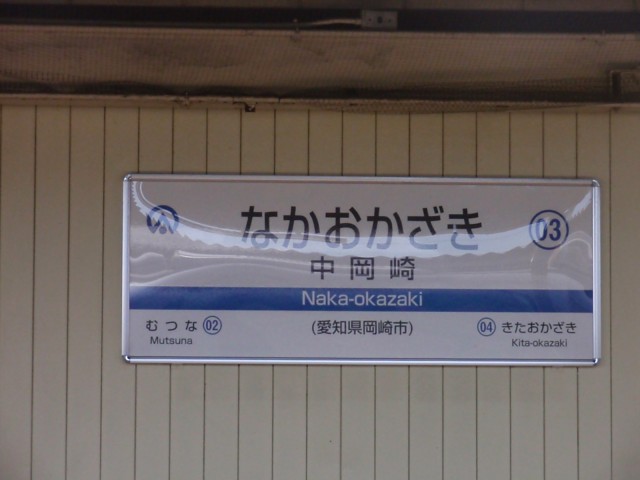 なかおかざき 03
中岡崎
Naka-okazaki
むつな 02 (愛知県岡崎市) 04 きたおかざき
Mutsuna Kita-okazaki